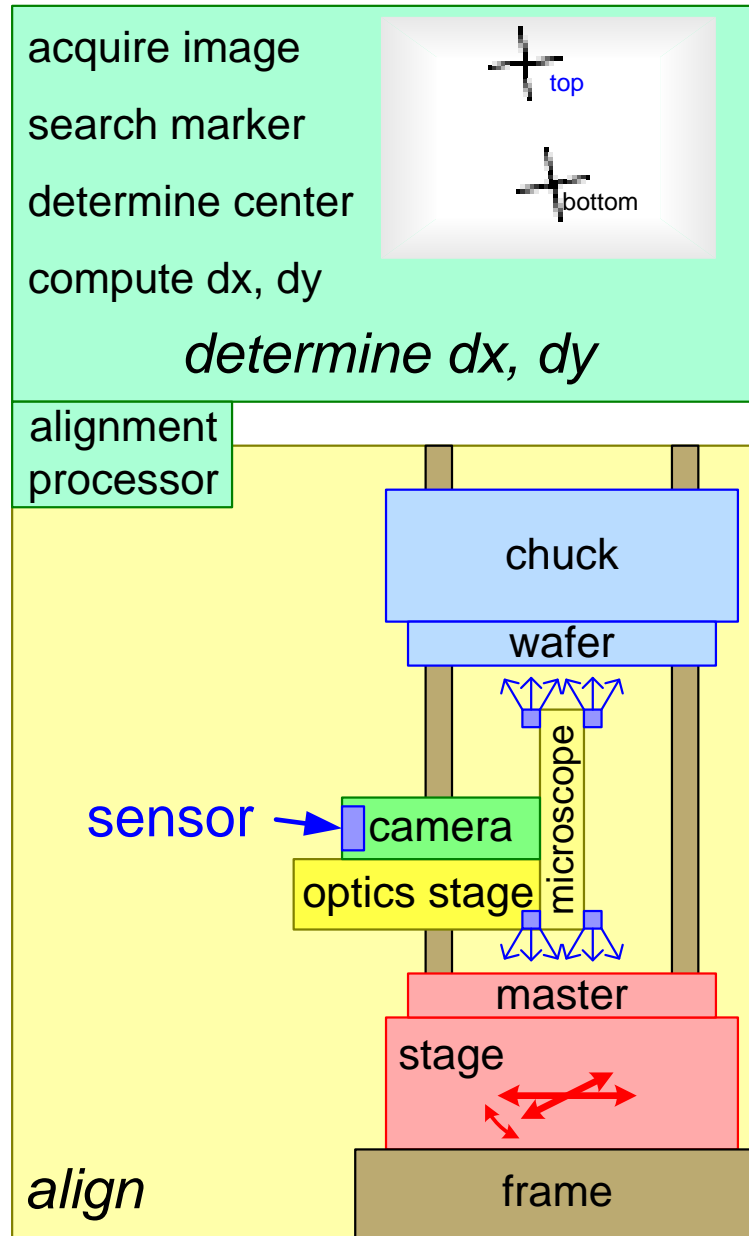 acquire image
top
search marker
determine center
bottom
compute dx, dy
determine dx, dy
alignment
processor
chuck
wafer
microscope
sensor
camera
optics stage
master
stage
align
frame